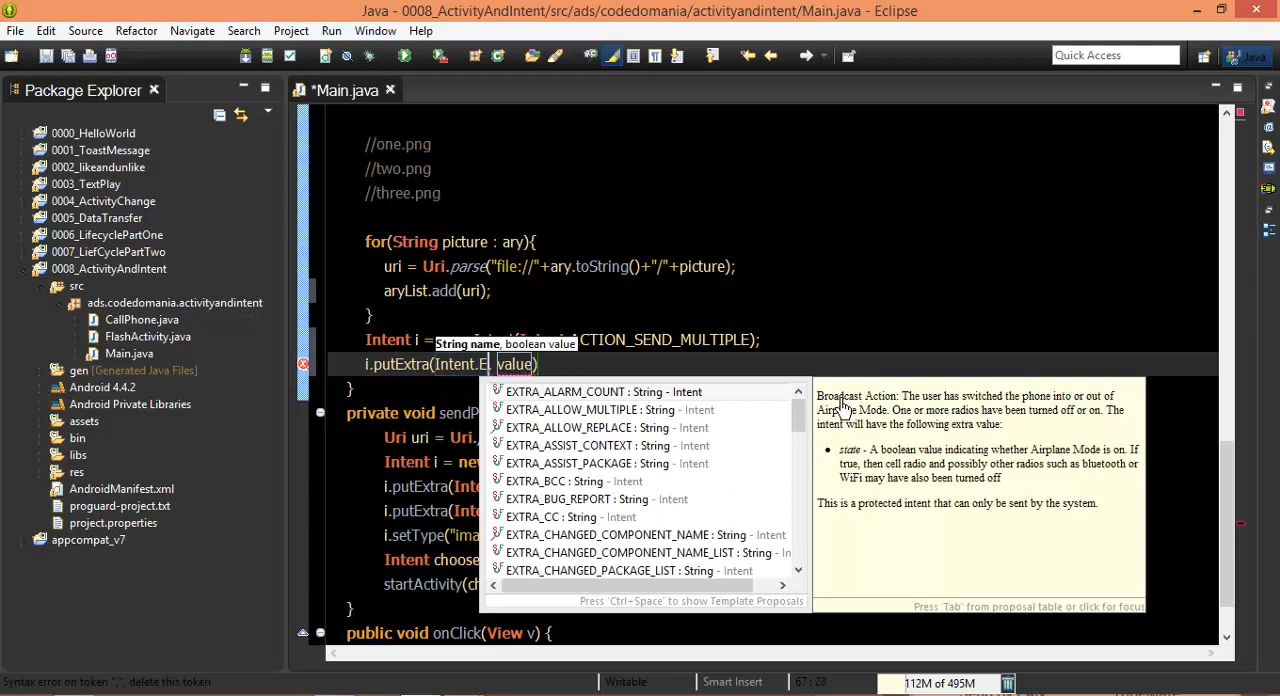 Java - 0008_ActivityAndIntent/src/ads/codedomania/activityandintent/Main.java - Eclipse
File Edit Source Refactor Navigate Search Project Run Window Help
Quick Access
Java
Package Explorer
*Main.java
0000_HelloWorld
0001_ToastMessage
0002_likeandunlike
0003_TextPlay
0004_ActivityChange
0005_DataTransfer
0006_LifecyclePartOne
0007_LiefCyclePartTwo
0008_ActivityAndIntent
src
ads.codedomania.activityandintent
CallPhone.java
FlashActivity.java
Main.java
gen [Generated Java Files]
Android 4.4.2
Android Private Libraries
assets
bin
libs
res
AndroidManifest.xml
proguard-project.txt
project.properties
appcompat_v7
//one.png
//two.png
//three.png
for(String picture : ary){
uri = Uri.parse("file://"+ary.toString()+"/"+picture);
aryList.add(uri);
}
Intent i = CTION_SEND_MULTIPLE);
String name, boolean value
i.putExtra(Intent.E, value)
}
private void sendP
Uri uri = Uri.
Intent i = new
i.putExtra(Inte
i.putExtra(Inte
i.setType("ima
Intent choose
startActivity(ch
}
public void onClick(View v) {
EXTRA_ALARM_COUNT : String - Intent
EXTRA_ALLOW_MULTIPLE : String - Intent
EXTRA_ALLOW_REPLACE : String - Intent
EXTRA_ASSIST_CONTEXT : String - Intent
EXTRA_ASSIST_PACKAGE : String - Intent
EXTRA_BCC : String - Intent
EXTRA_BUG_REPORT : String - Intent
EXTRA_CC : String - Intent
EXTRA_CHANGED_COMPONENT_NAME : String - Intent
EXTRA_CHANGED_COMPONENT_NAME_LIST : String - In
EXTRA_CHANGED_PACKAGE_LIST : String - Intent
Press 'Ctrl+Space' to show Template Proposals
Broadcast Action: The user has switched the phone into or out of
Airplane Mode. One or more radios have been turned off or on. The
intent will have the following extra value:
• state - A boolean value indicating whether Airplane Mode is on. If
true, then cell radio and possibly other radios such as bluetooth or
WiFi may have also been turned off
This is a protected intent that can only be sent by the system.
Press 'Tab' from proposal table or click for focus
Syntax error on token ",", delete this token
Writable
Smart Insert
67 : 28
112M of 495M